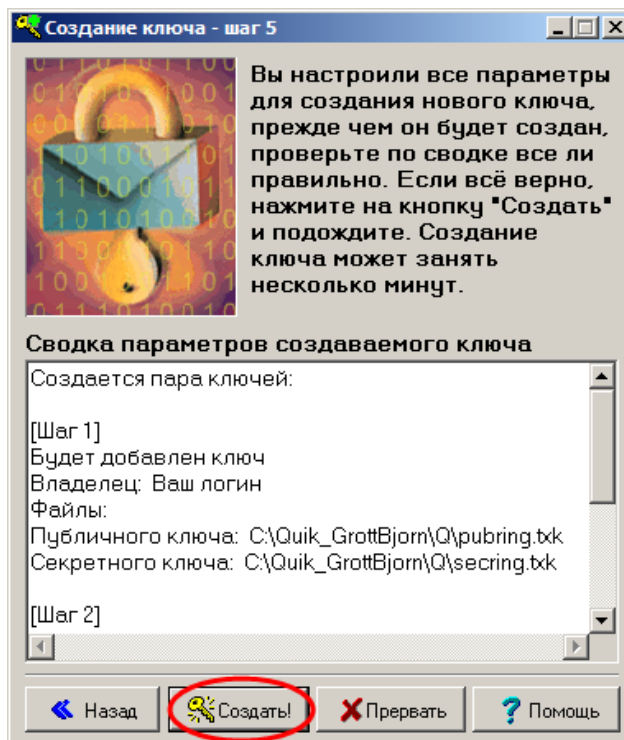 Создание ключа - шаг 5
Вы настроили все параметры
для создания нового ключа,
прежде чем он будет создан,
проверьте по сводке все ли
правильно. Если всё верно,
нажмите на кнопку "Создать"
и подождите. Создание
ключа может занять
несколько минут.
Сводка параметров создаваемого ключа
Создается пара ключей:
[Шаг 1]
Будет добавлен ключ
Владелец: Ваш логин
Файлы:
Публичного ключа: C:\Quik_GrottBjorn\Q\pubring.txk
Секретного ключа: C:\Quik_GrottBjorn\Q\secring.txk
[Шаг 2]
Назад Создать! Прервать Помощь